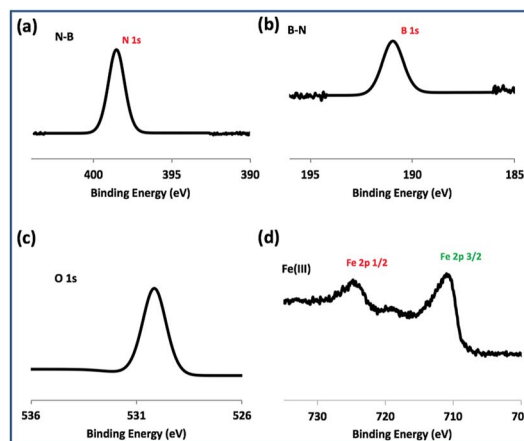 (a)
N-B
N 1s
400
395
390
Binding Energy (eV)
(b)
B-N
B 1s
195
190
185
Binding Energy (eV)
(c)
O 1s
536
531
526
Binding Energy (eV)
(d)
Fe(III)
Fe 2p 1/2
Fe 2p 3/2
730
720
710
70
Binding Energy (eV)